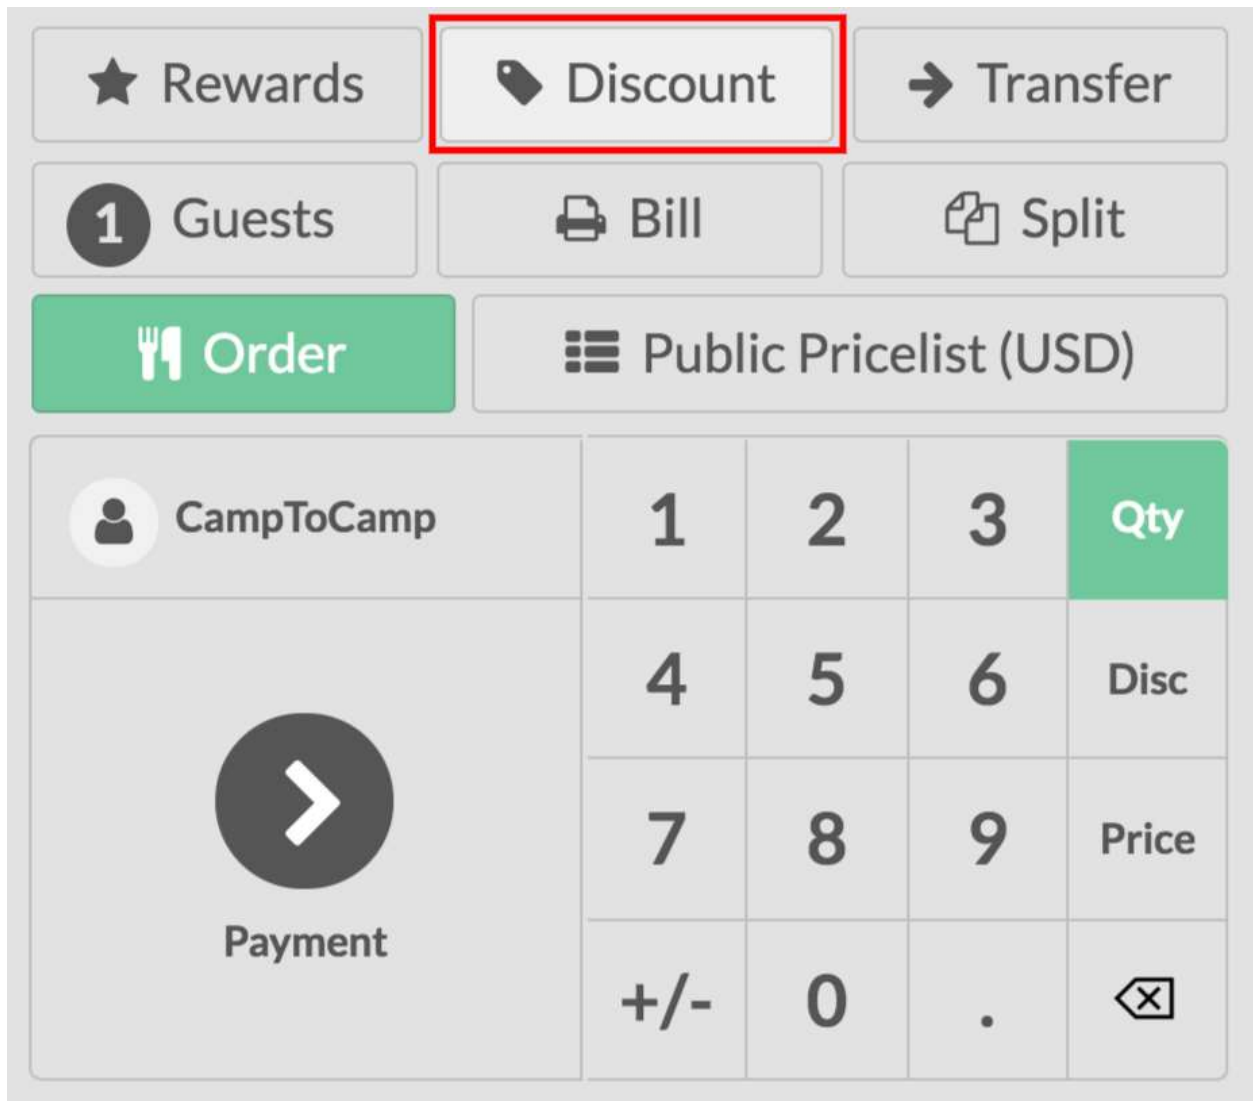 Rewards
Discount
Transfer
1 Guests
Bill
Split
Order
Public Pricelist (USD)
CampToCamp
1
2
3
Qty
4
5
6
Disc
7
8
9
Price
Payment
+/-
0
.